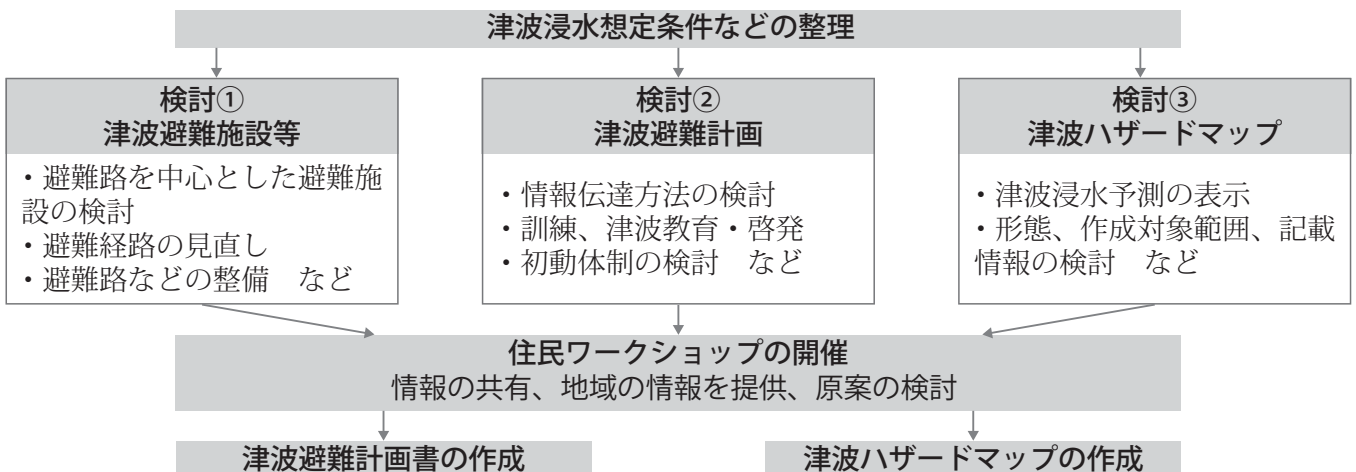 津波浸水想定条件などの整理
検討①
津波避難施設等
・避難路を中心とした避難施
設の検討
・避難経路の見直し
・避難路などの整備　など
検討②
津波避難計画
・情報伝達方法の検討
・訓練、津波教育・啓発
・初動体制の検討　など
検討③
津波ハザードマップ
・津波浸水予測の表示
・形態、作成対象範囲、記載
情報の検討　など
住民ワークショップの開催
情報の共有、地域の情報を提供、原案の検討
津波避難計画書の作成
津波ハザードマップの作成